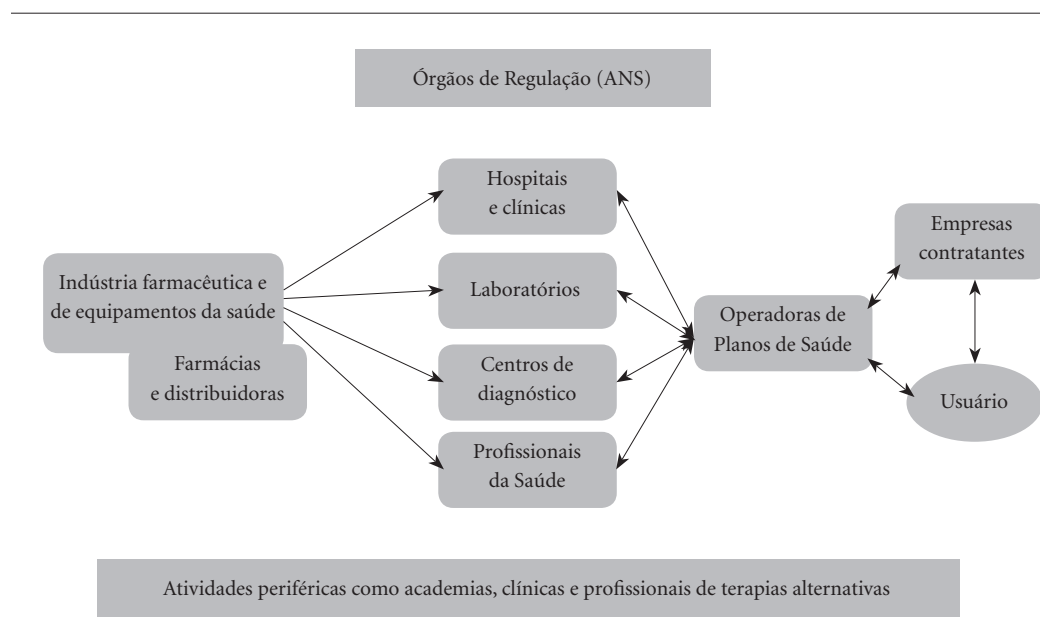 Órgãos de Regulação (ANS)
Hospitais
e clínicas
Indústria farmacêutica e
de equipamentos da saúde
Farmácias
e distribuidoras
Laboratórios
Centros de
diagnóstico
Profissionais
da Saúde
Operadoras de
Planos de Saúde
Empresas
contratantes
Usuário
Atividades periféricas como academias, clínicas e profissionais de terapias alternativas